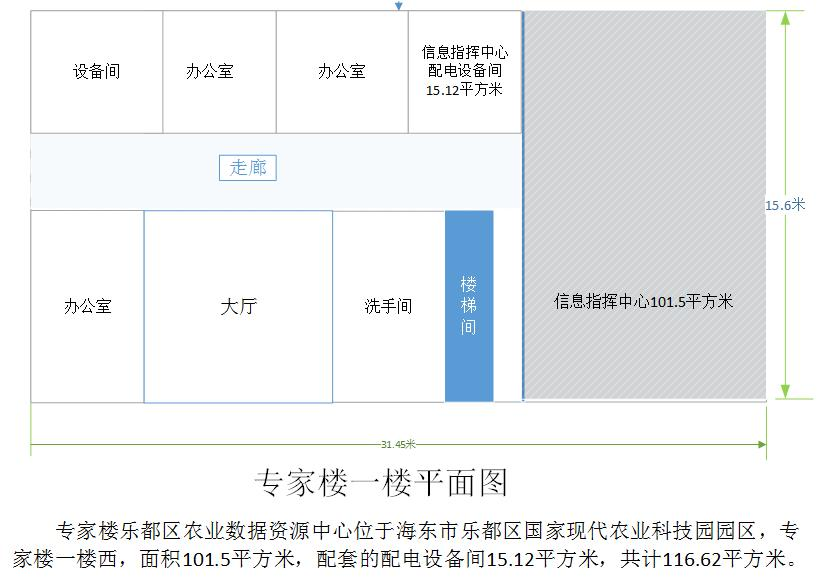 设备间
办公室
办公室
信息指挥中心
配电设备间
15.12平方米
走廊
15.6米
办公室
大厅
洗手间
楼梯间
信息指挥中心101.5平方米
31.45米
专家楼一楼平面图
专家楼乐都区农业数据资源中心位于海东市乐都区国家现代农业科技园园区，专
家楼一楼西，面积101.5平方米，配套的配电设备间15.12平方米，共计116.62平方米。